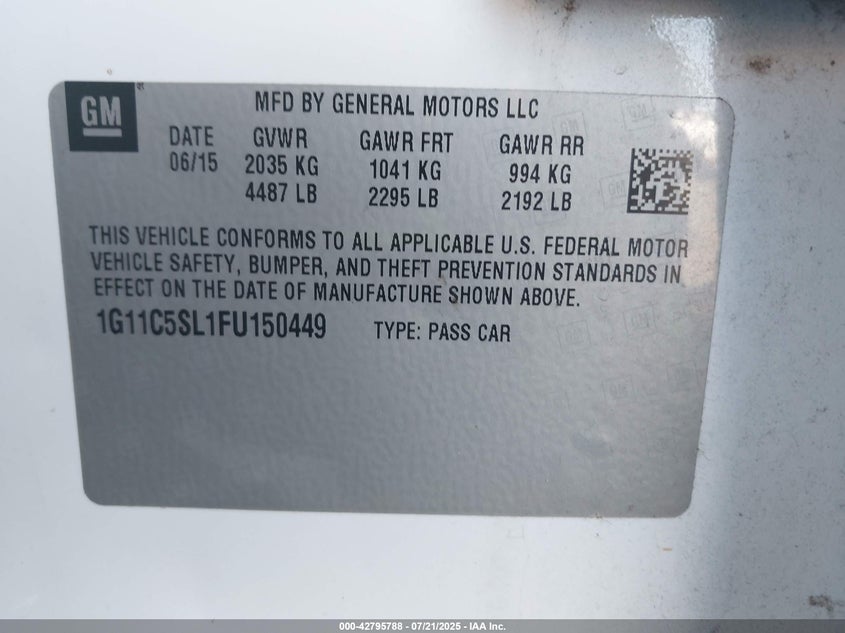 GM
MFD BY GENERAL MOTORS LLC
DATE GVWR GAWR FRT GAWR RR
06/15 2035 KG 1041 KG 994 KG
4487 LB 2295 LB 2192 LB
THIS VEHICLE CONFORMS TO ALL APPLICABLE U.S. FEDERAL MOTOR
VEHICLE SAFETY, BUMPER, AND THEFT PREVENTION STANDARDS IN
EFFECT ON THE DATE OF MANUFACTURE SHOWN ABOVE.
1G11C5SL1FU150449 TYPE: PASS CAR
000-42795788 - 07/21/2025 - IAA Inc.